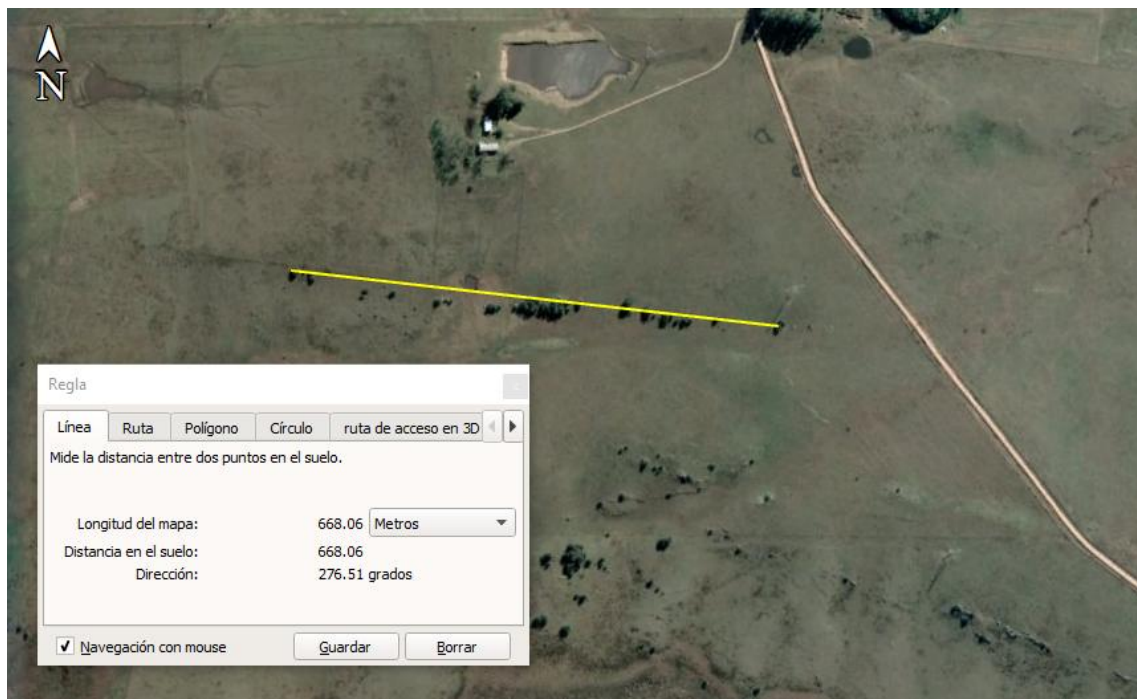 N
Regla
Línea
Ruta
Polígono
Círculo
ruta de acceso en 3D
Mide la distancia entre dos puntos en el suelo.
Longitud del mapa: 668.06 Metros
Distancia en el suelo: 668.06
Dirección: 276.51 grados
Navegación con mouse
Guardar
Borrar